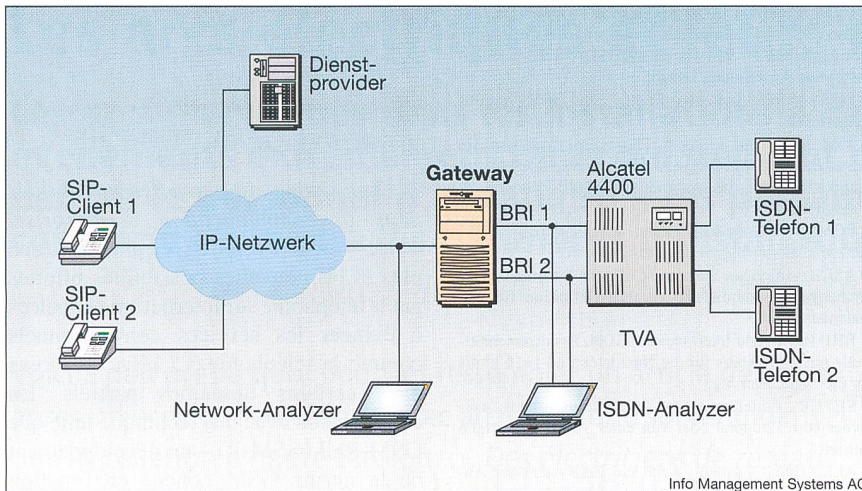 Dienst-
provider
SIP-
Client 1
IP-Netzwerk
SIP-
Client 2
Gateway
BRI 1
BRI 2
Alcatel
4400
TVA
ISDN-
Telefon 1
ISDN-
Telefon 2
Network-Analyzer
ISDN-Analyzer
Info Management Systems AG